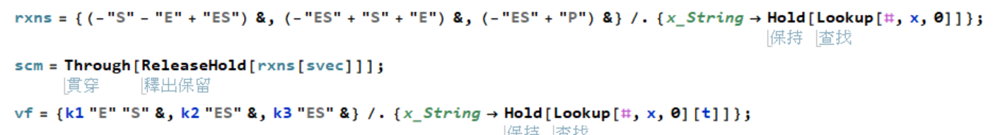 rxns = {(-"S" - "E" + "ES") &, (-"ES" + "S" + "E") &, (-"ES" + "P") &} /. {x_String → Hold[Lookup[#, x, 0]]};
保持 查找
scm = Through[ReleaseHold[rxns[svec]]];
貫穿 釋出保留
vf = {k1 "E" "S" &, k2 "ES" &, k3 "ES" &} /. {x_String → Hold[Lookup[#, x, 0][t]]};
保持 查找